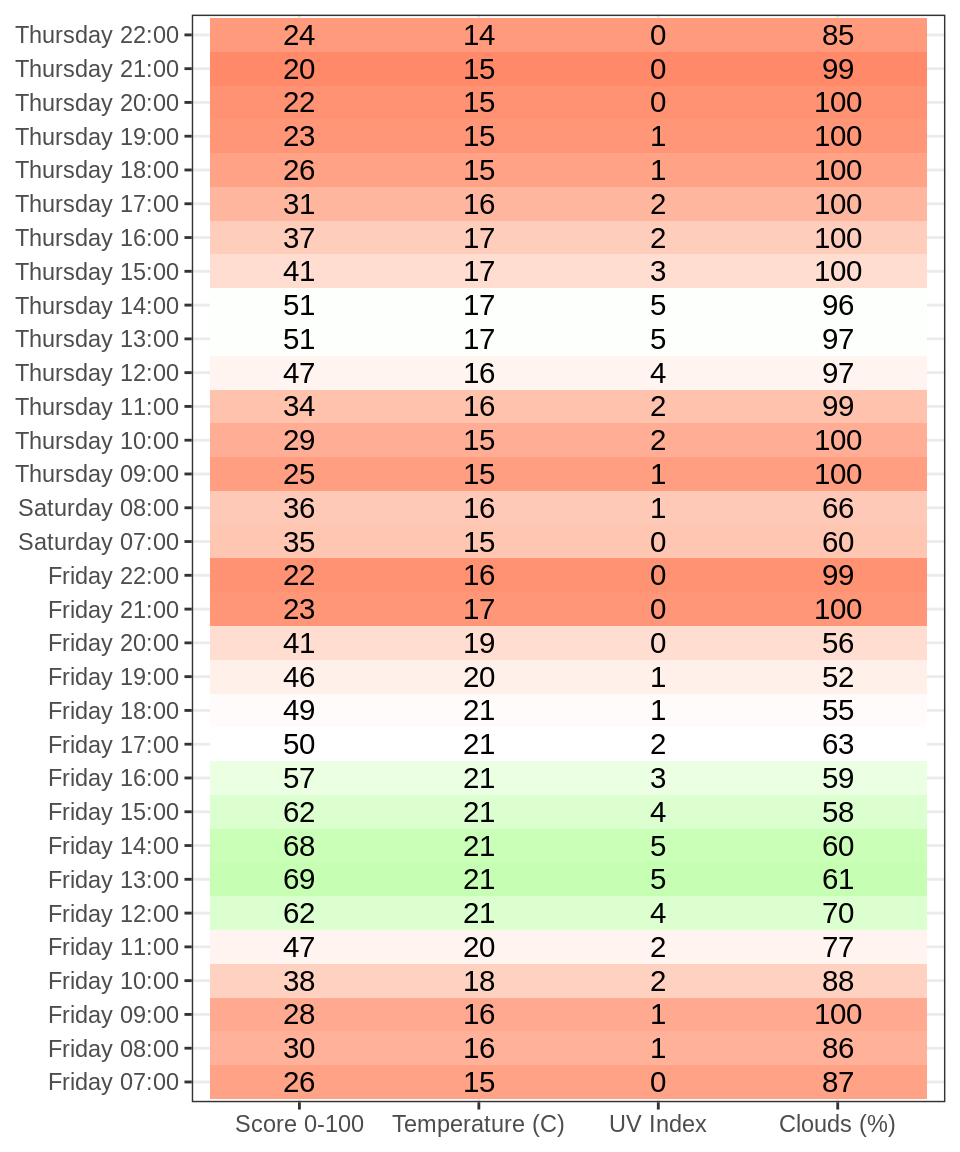 Thursday 22:00 24 14 0 85
Thursday 21:00 20 15 0 99
Thursday 20:00 22 15 0 100
Thursday 19:00 23 15 1 100
Thursday 18:00 26 15 1 100
Thursday 17:00 31 16 2 100
Thursday 16:00 37 17 2 100
Thursday 15:00 41 17 3 100
Thursday 14:00 51 17 5 96
Thursday 13:00 51 17 5 97
Thursday 12:00 47 16 4 97
Thursday 11:00 34 16 2 99
Thursday 10:00 29 15 2 100
Thursday 09:00 25 15 1 100
Saturday 08:00 36 16 1 66
Saturday 07:00 35 15 0 60
Friday 22:00 22 16 0 99
Friday 21:00 23 17 0 100
Friday 20:00 41 19 0 56
Friday 19:00 46 20 1 52
Friday 18:00 49 21 1 55
Friday 17:00 50 21 2 63
Friday 16:00 57 21 3 59
Friday 15:00 62 21 4 58
Friday 14:00 68 21 5 60
Friday 13:00 69 21 5 61
Friday 12:00 62 21 4 70
Friday 11:00 47 20 2 77
Friday 10:00 38 18 2 88
Friday 09:00 28 16 1 100
Friday 08:00 30 16 1 86
Friday 07:00 26 15 0 87
Score 0-100 Temperature (C) UV Index Clouds (%)